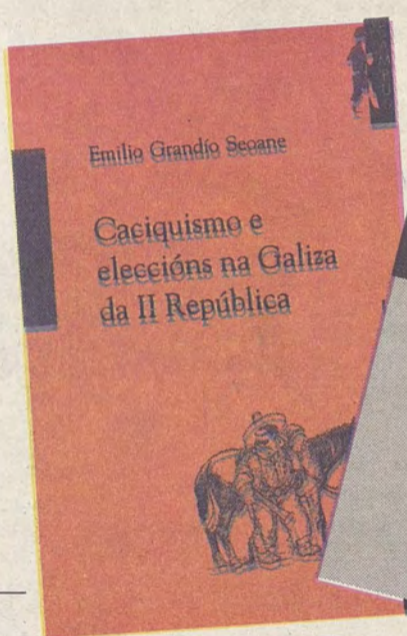 Emilio Grandío Seoane
Caciquismo e
eleccións na Galiza
da II República